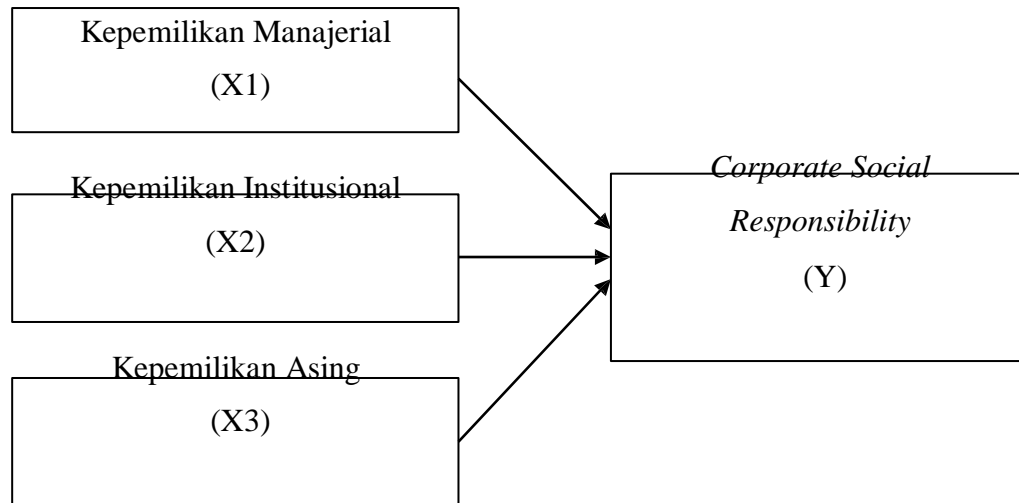 Kepemilikan Manajerial
(X1)
Kepemilikan Institusional
(X2)
Kepemilikan Asing
(X3)
Corporate Social
Responsibility
(Y)